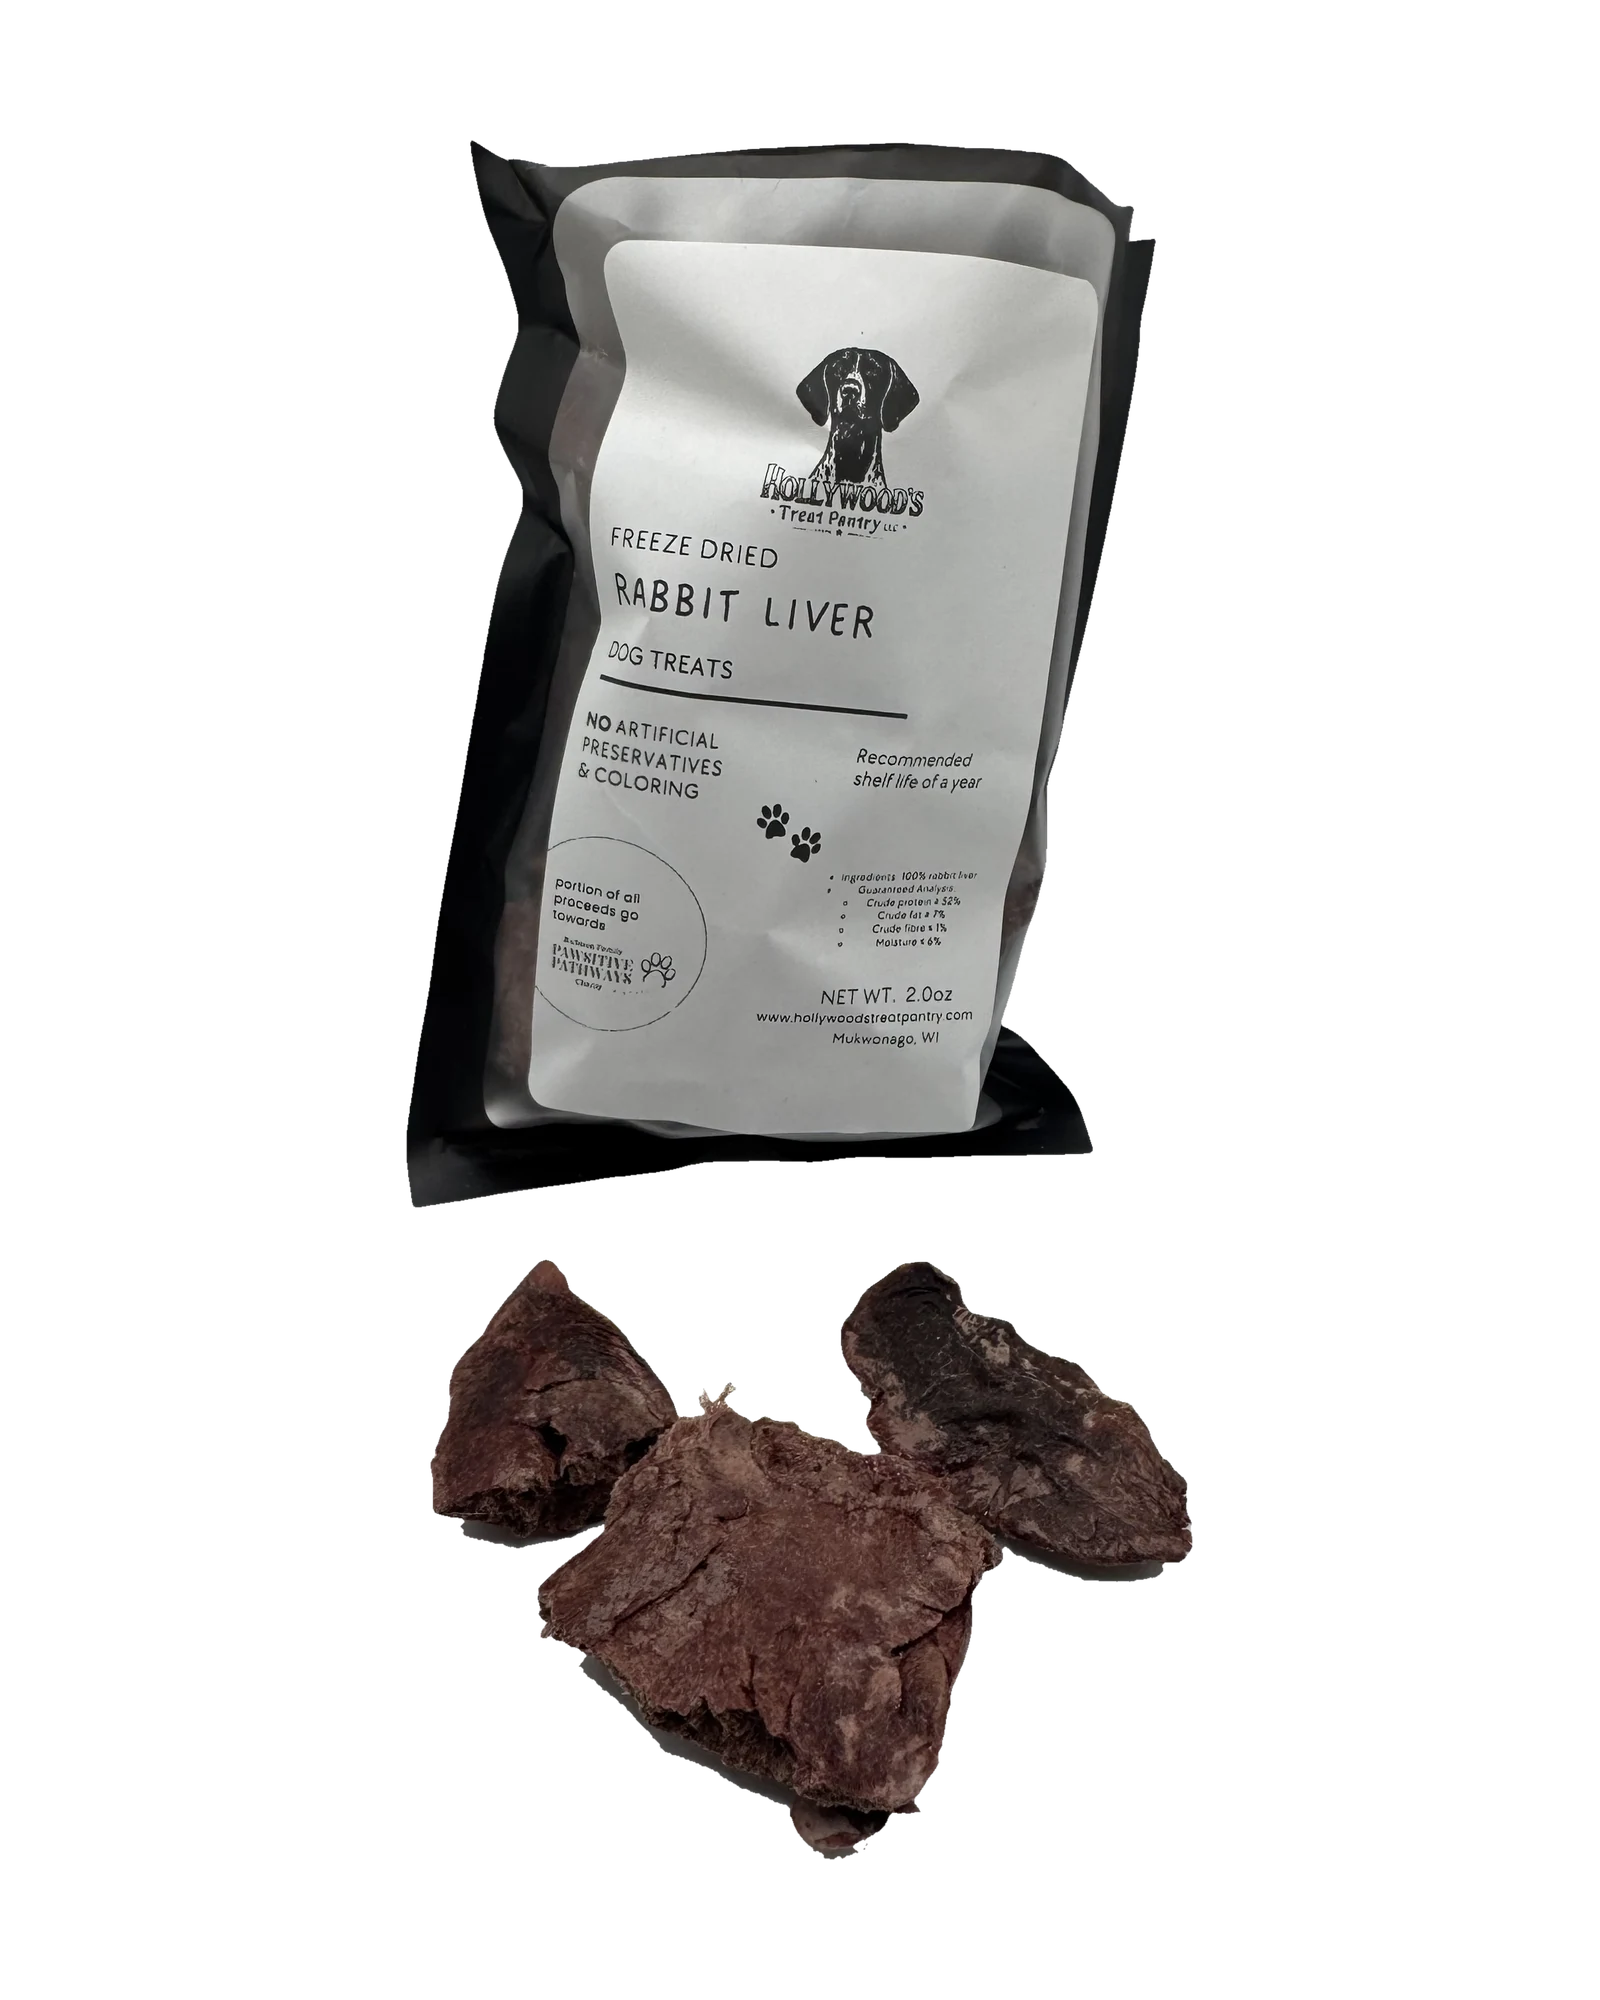 HOLLYWOOD'S
• Treat Pantry LLC •
FREEZE DRIED
RABBIT LIVER
DOG TREATS
NO ARTIFICIAL
PRESERVATIVES
& COLORING
Recommended
shelf life of a year
portion of all
proceeds go
towards
Family
PAWSITIVE
PATHWAYS
Charity
• Ingredients: 100% rabbit liver
• Guaranteed Analysis:
○ Crude protein ≥ 52%
○ Crude fat ≥ 7%
○ Crude fibre ≤ 1%
○ Moisture ≤ 6%
NET WT. 2.0oz
www.hollywoodstreatpantry.com
Mukwonago, WI